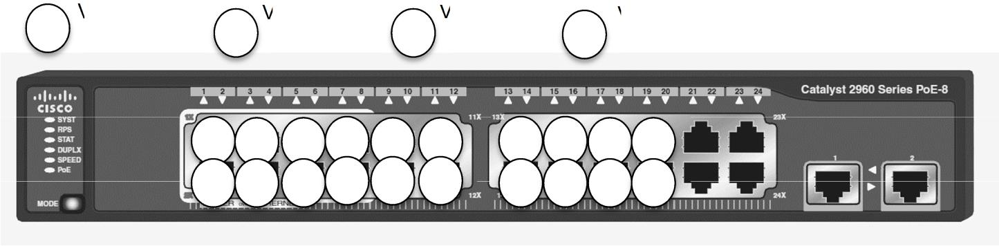 V
V
1 2 3 4 5 6 7 8 9 10 11 12 13 14 15 16 17 18 19 20 21 22 23 24
Catalyst 2960 Series PoE-8
CISCO
SYST
RPS
STAT
DUPLX
SPEED
PoE
MODE
1X 11X 13X 23X
12X 24X
1 2